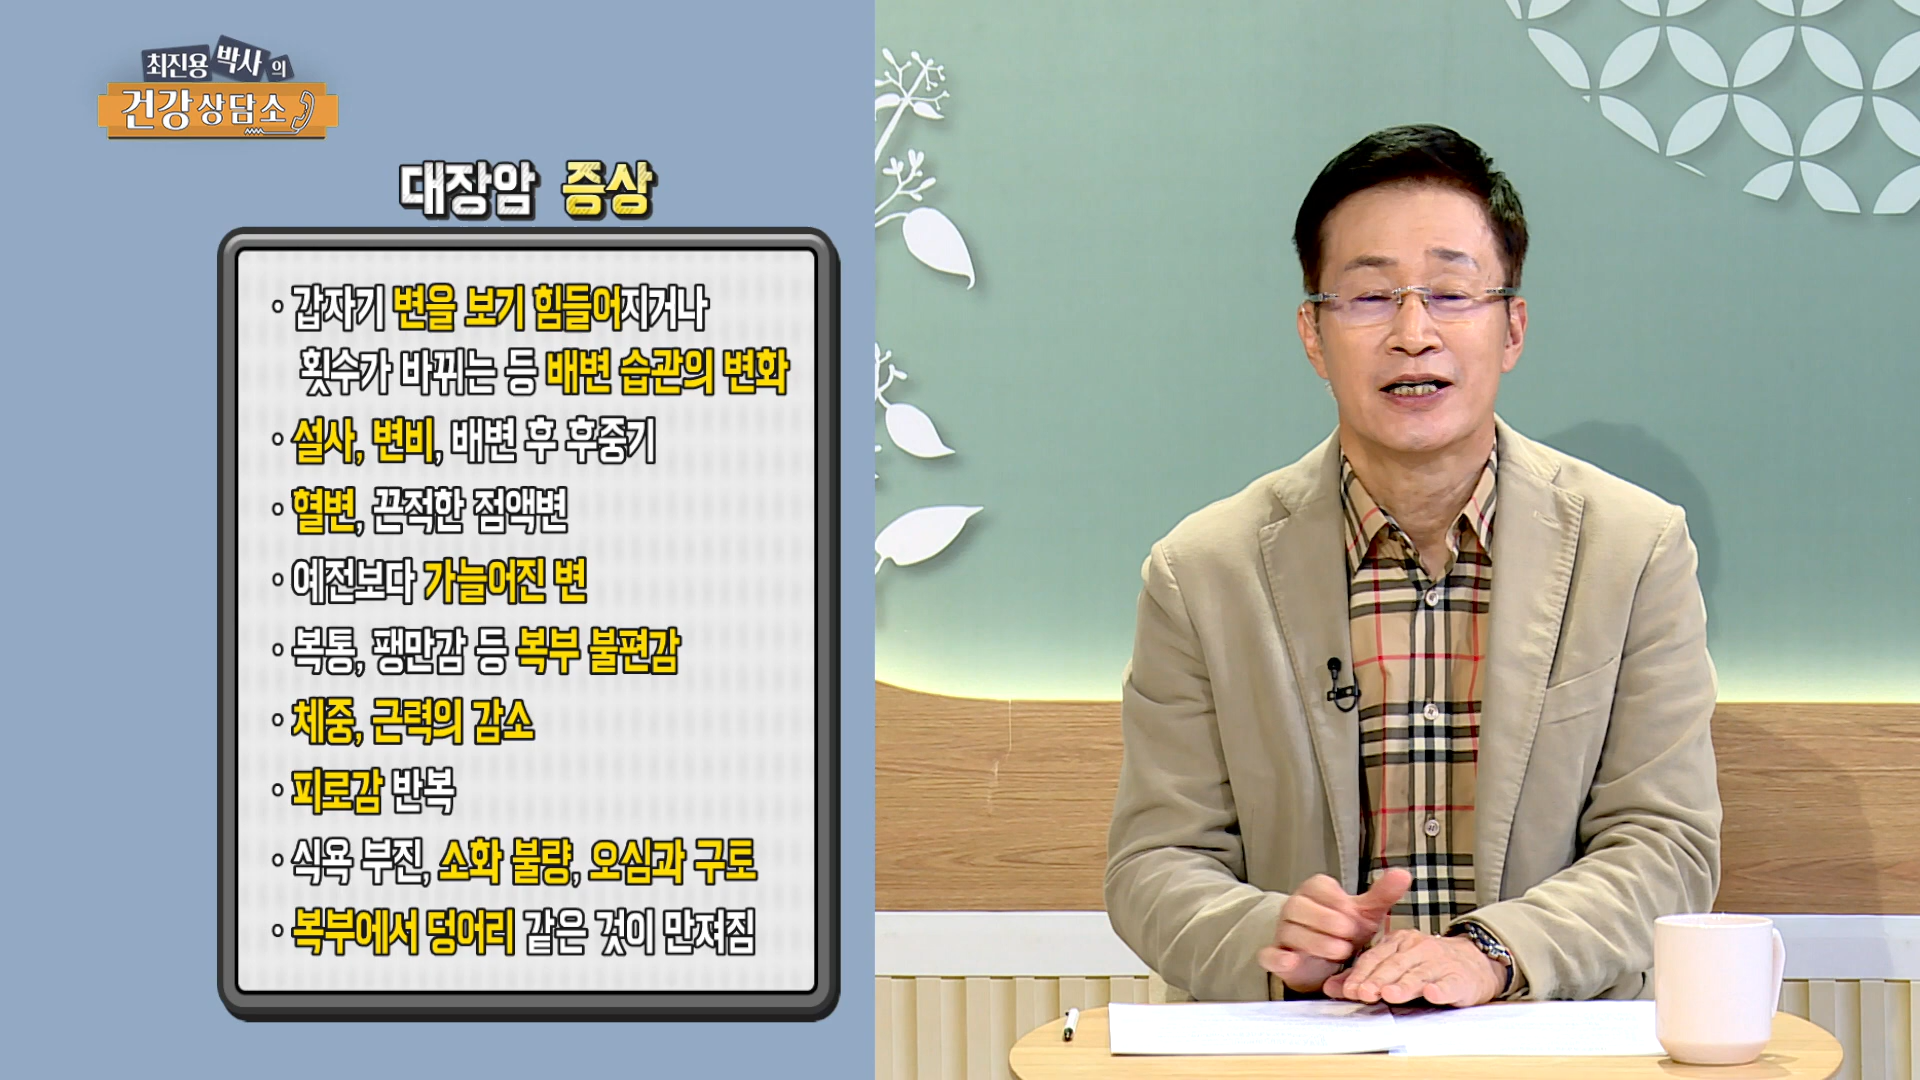 최진용 박사의
건강상담소
대장암 증상
· 갑자기 변을 보기 힘들어지거나
횟수가 바뀌는 등 배변 습관의 변화
· 설사, 변비, 배변 후 후중기
· 혈변, 끈적한 점액변
· 예전보다 가늘어진 변
· 복통, 팽만감 등 복부 불편감
· 체중, 근력의 감소
· 피로감 반복
· 식욕 부진, 소화 불량, 오심과 구토
· 복부에서 덩어리 같은 것이 만져짐